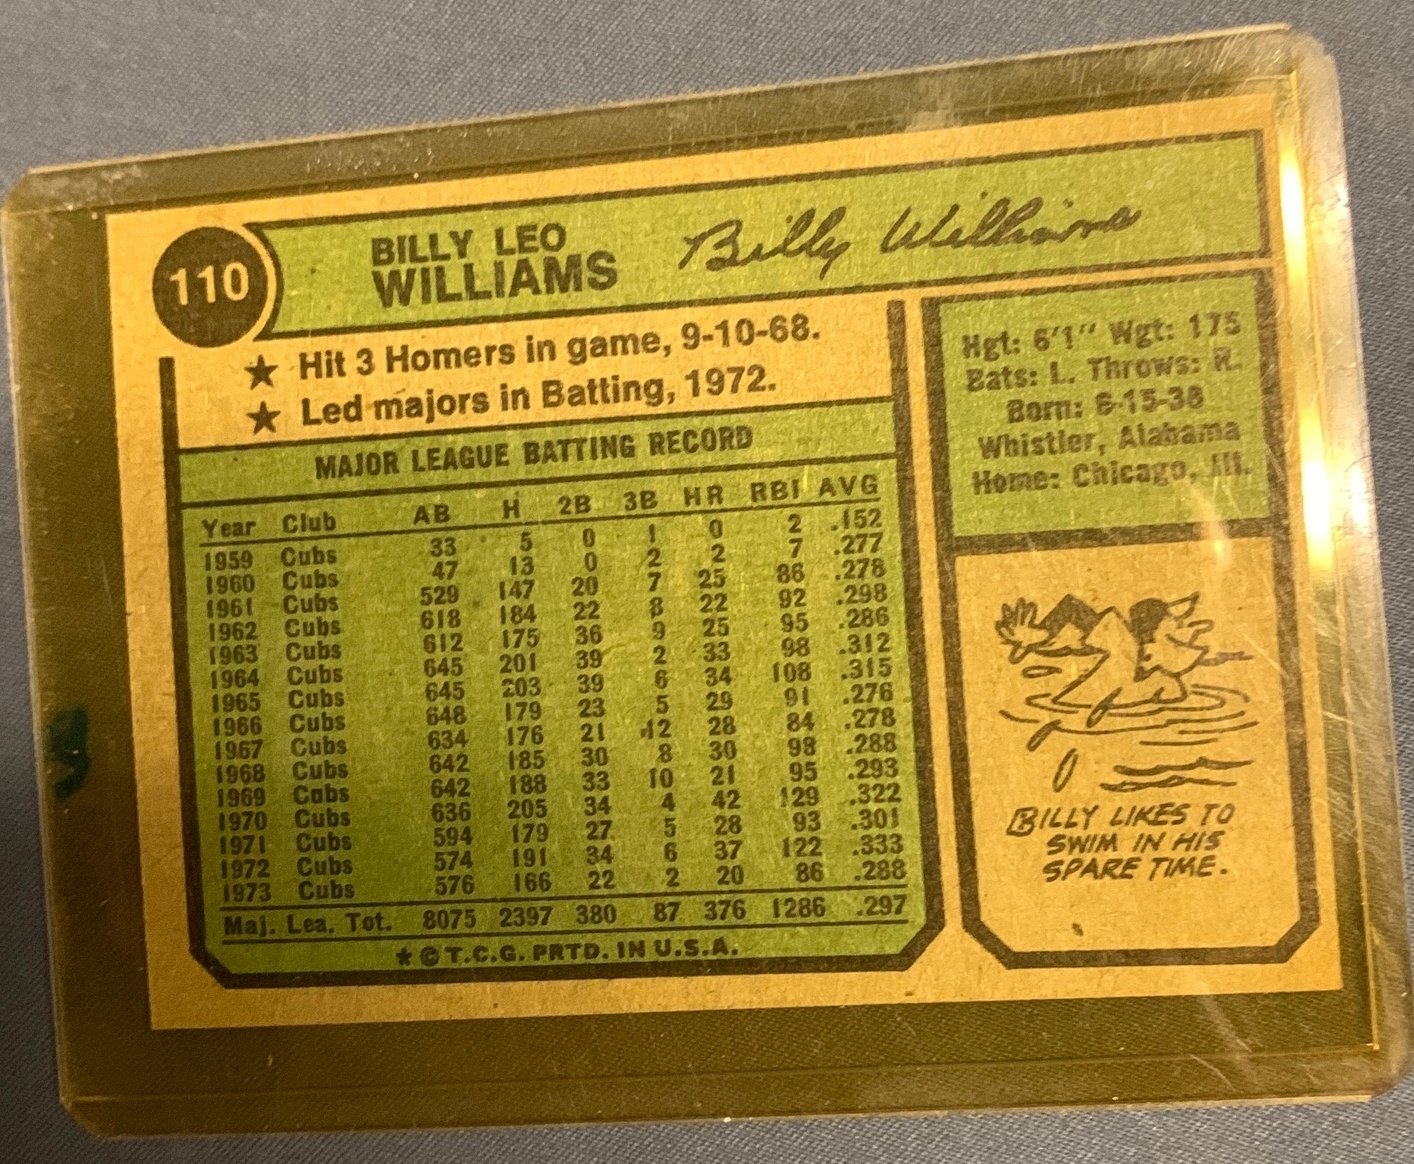 110
BILLY LEO
WILLIAMS
Billy Williams
★ Hit 3 Homers in game, 9-10-68.
★ Led majors in Batting, 1972.
MAJOR LEAGUE BATTING RECORD
Year Club AB H 2B 3B HR RBI AVG
1959 Cubs 33 5 0 1 0 2 .152
1960 Cubs 47 13 0 2 2 7 .277
1961 Cubs 529 147 20 7 25 86 .278
1962 Cubs 618 184 22 8 22 92 .298
1963 Cubs 612 175 36 9 25 95 .286
1964 Cubs 645 201 39 2 33 98 .312
1965 Cubs 645 203 39 6 34 108 .315
1966 Cubs 648 179 23 5 29 91 .276
1967 Cubs 634 176 21 12 28 84 .278
1968 Cubs 642 185 30 8 30 98 .288
1969 Cubs 642 188 33 10 21 95 .293
1970 Cubs 636 205 34 4 42 129 .322
1971 Cubs 594 179 27 5 28 93 .301
1972 Cubs 574 191 34 6 37 122 .333
1973 Cubs 576 166 22 2 20 86 .288
Maj. Lea. Tot. 8075 2397 380 87 376 1286 .297
★ © T.C.G. PRTD. IN U.S.A.
Hgt: 6'1" Wgt: 175
Bats: L. Throws: R.
Born: 6-15-38
Whistler, Alabama
Home: Chicago, Ill.
BILLY LIKES TO
SWIM IN HIS
SPARE TIME.